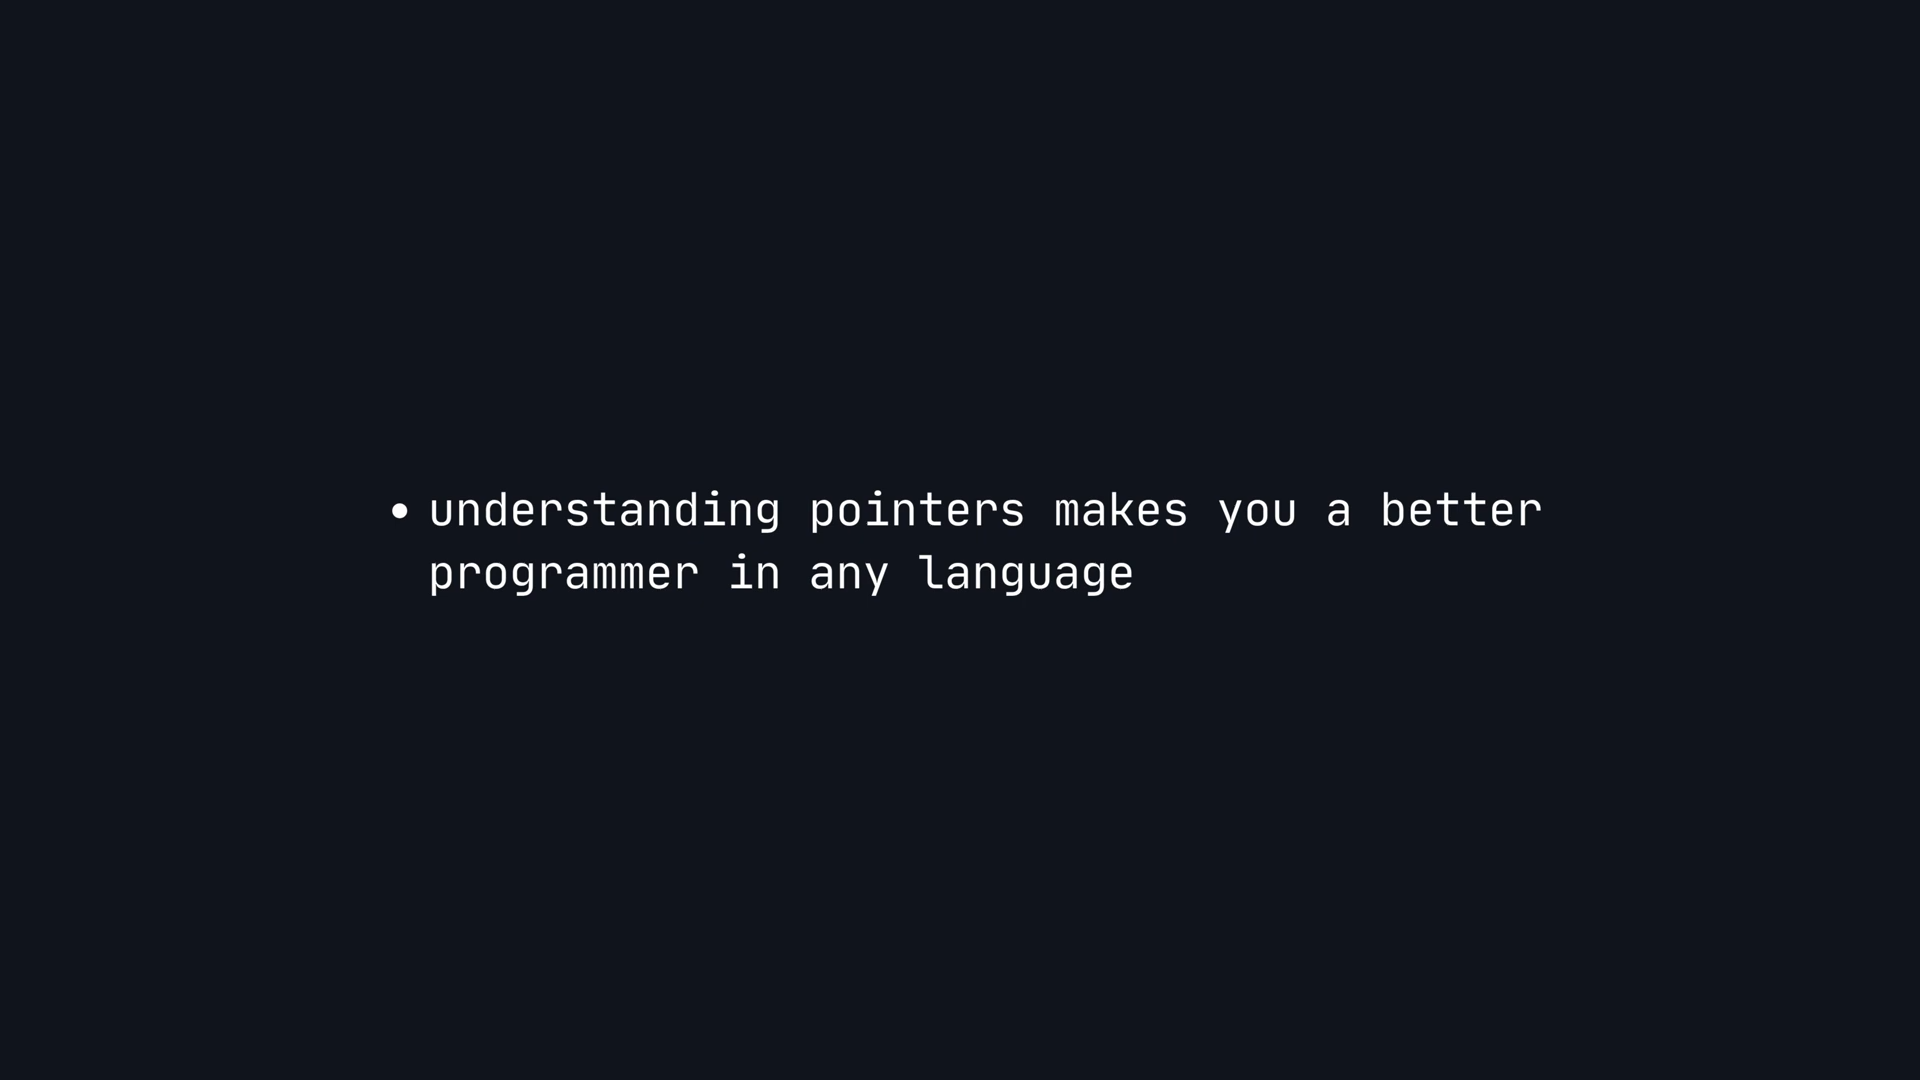 • understanding pointers makes you a better
programmer in any language